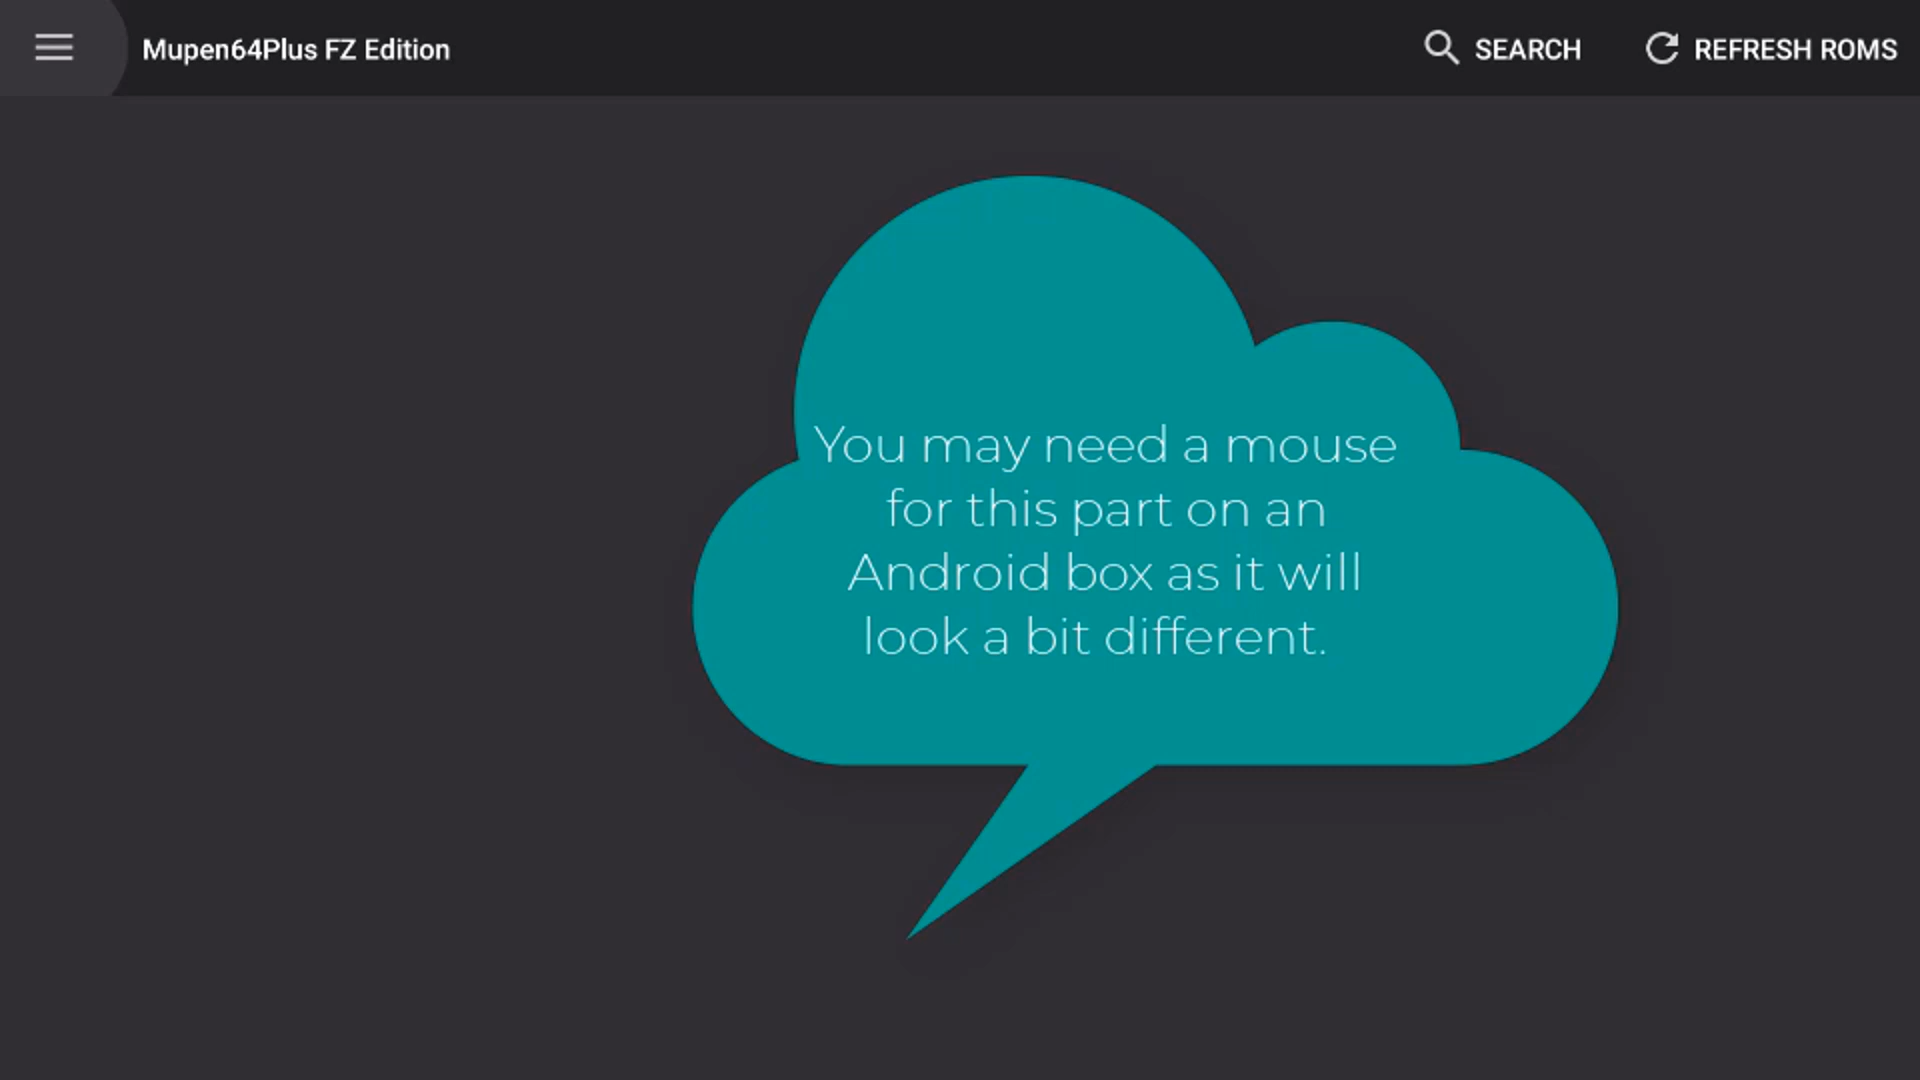 Mupen64Plus FZ Edition
SEARCH
REFRESH ROMS
You may need a mouse
for this part on an
Android box as it will
look a bit different.